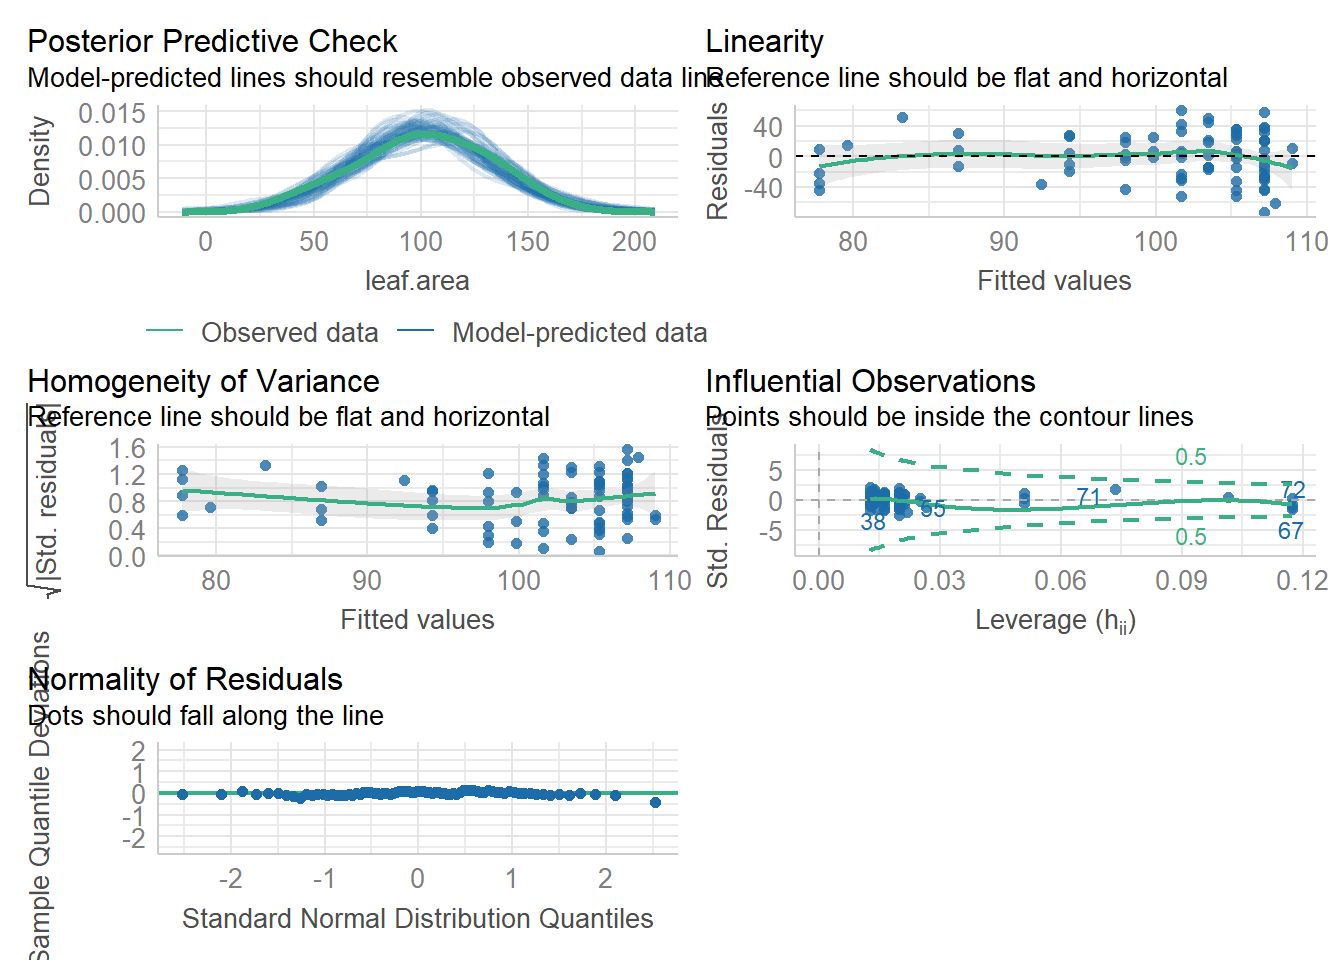 Posterior Predictive Check
Model-predicted lines should resemble observed data line
Density
0.015
0.010
0.005
0.000
0 50 100 150 200
leaf.area
Observed data Model-predicted data
Linearity
Reference line should be flat and horizontal
Residuals
40
0
-40
80 90 100 110
Fitted values
Homogeneity of Variance
Reference line should be flat and horizontal
√|Std. residuals|
1.6
1.2
0.8
0.4
0.0
80 90 100 110
Fitted values
Influential Observations
Points should be inside the contour lines
Std. Residuals
5
0
-5
0.5
72
71
55
38
0.5
67
0.00 0.03 0.06 0.09 0.12
Leverage (hii)
Normality of Residuals
Dots should fall along the line
Sample Quantile Deviations
2
1
0
-1
-2
-2 -1 0 1 2
Standard Normal Distribution Quantiles